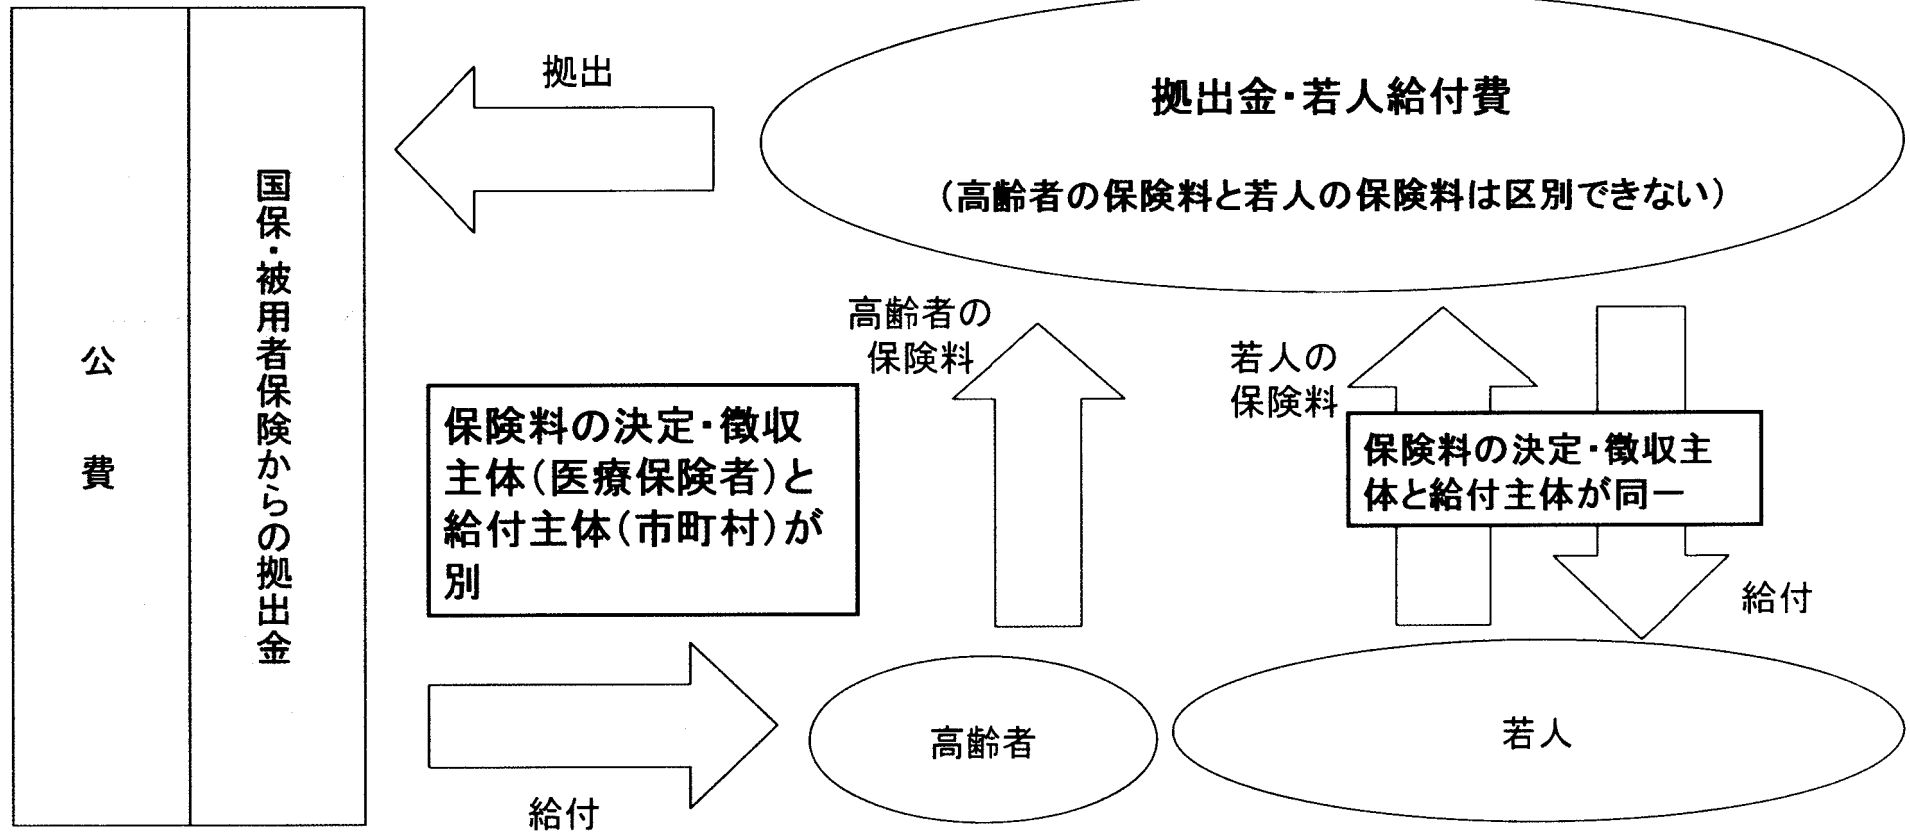 公費
国保・被用者保険からの拠出金
拠出
拠出金・若人給付費
（高齢者の保険料と若人の保険料は区別できない）
高齢者の
保険料
若人の
保険料
保険料の決定・徴収
主体（医療保険者）と
給付主体（市町村）が
別
保険料の決定・徴収主
体と給付主体が同一
給付
高齢者
若人
給付